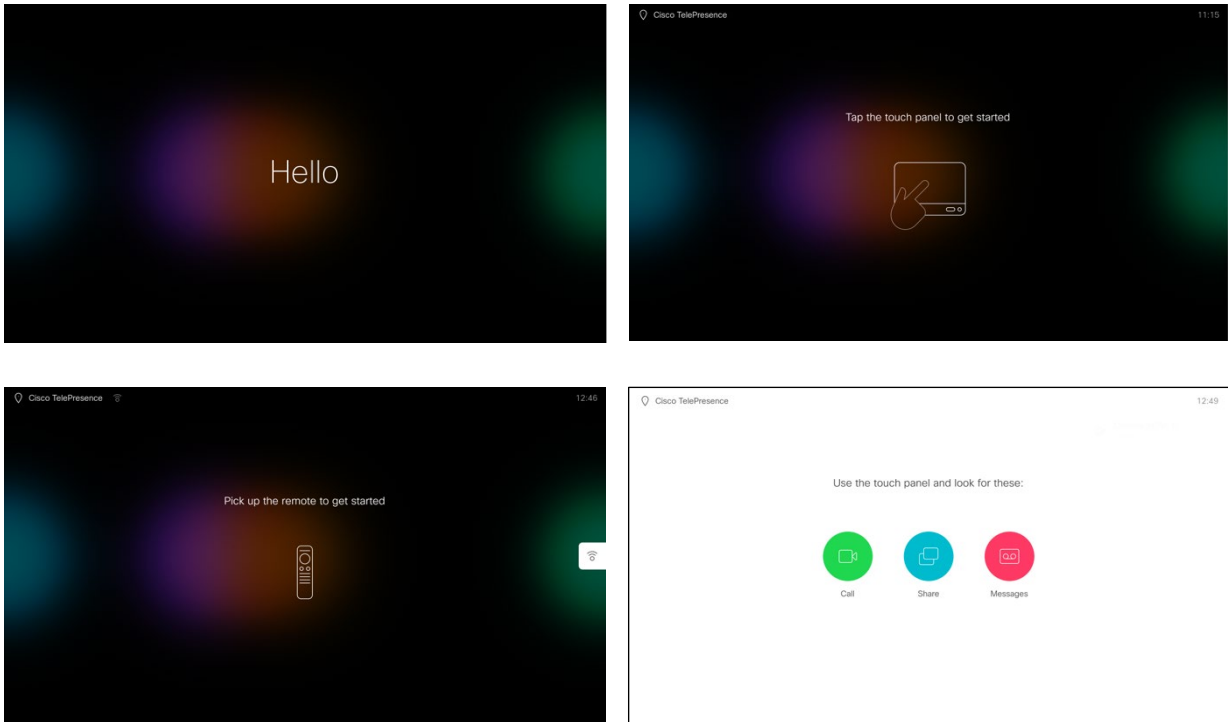 Hello
Cisco TelePresence 11:15
Tap the touch panel to get started
Cisco TelePresence 12:46
Pick up the remote to get started
Cisco TelePresence 12:49
Use the touch panel and look for these:
Call Share Messages